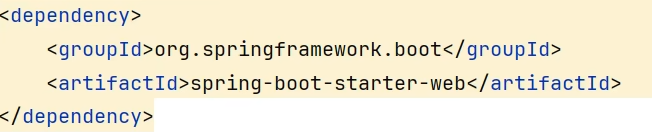 <dependency>
    <groupId>org.springframework.boot</groupId>
    <artifactId>spring-boot-starter-web</artifactId>
</dependency>